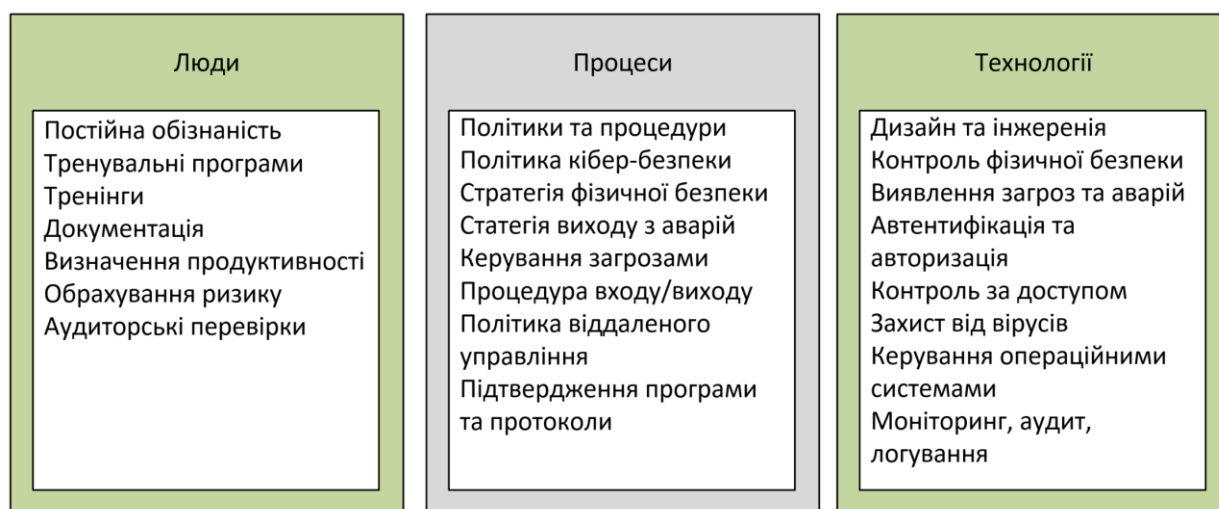 Люди
Постійна обізнаність
Тренувальні програми
Тренінги
Документація
Визначення продуктивності
Обрахування ризику
Аудиторські перевірки
Процеси
Політики та процедури
Політика кібер-безпеки
Стратегія фізичної безпеки
Статегія виходу з аварій
Керування загрозами
Процедура входу/виходу
Політика віддаленого
управління
Підтвердження програми
та протоколи
Технології
Дизайн та інжеренія
Контроль фізичної безпеки
Виявлення загроз та аварій
Автентифікація та
авторизація
Контроль за доступом
Захист від вірусів
Керування операційними
системами
Моніторинг, аудит,
логування